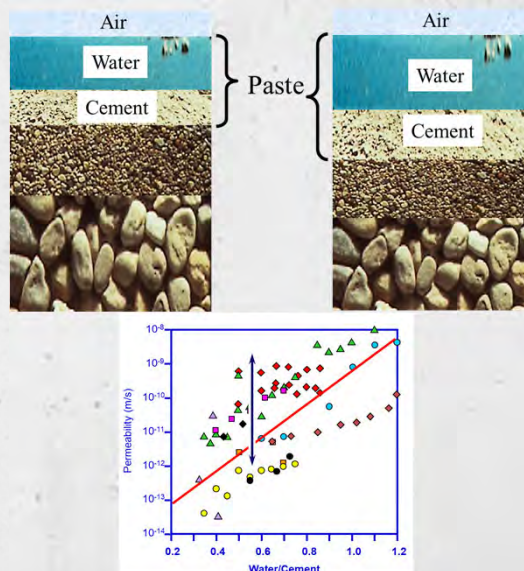 Air
Water
Cement
Paste
Air
Water
Cement
Permeability (m/s)
10-8
10-9
10-10
10-11
10-12
10-13
10-14
0.2 0.4 0.6 0.8 1.0 1.2
Water/Cement